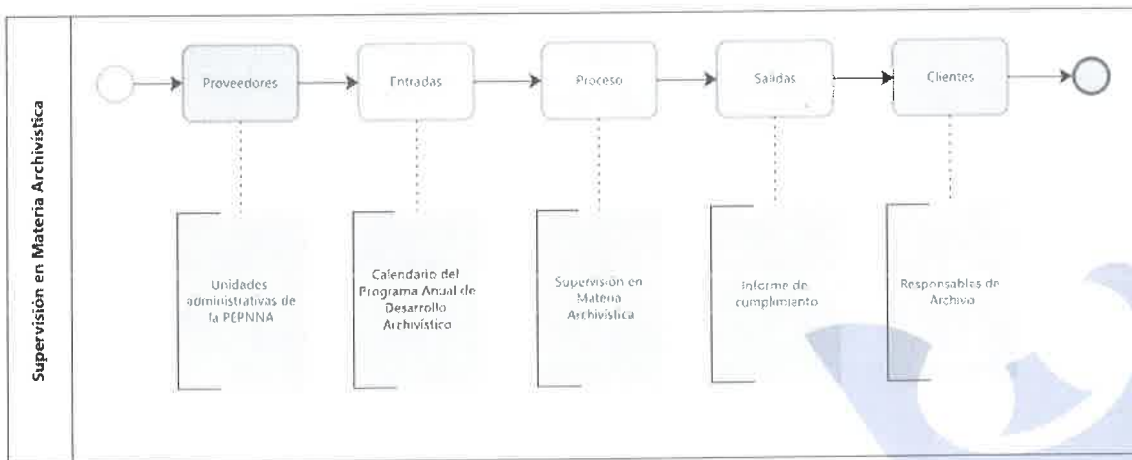 Supervisión en Materia Archivística
Proveedores
Entradas
Proceso
Salidas
Clientes
Unidades
administrativas de
la PEPNNA
Calendario del
Programa Anual de
Desarrollo
Archivístico
Supervisión en
Materia
Archivística
Informe de
cumplimiento
Responsables de
Archivo